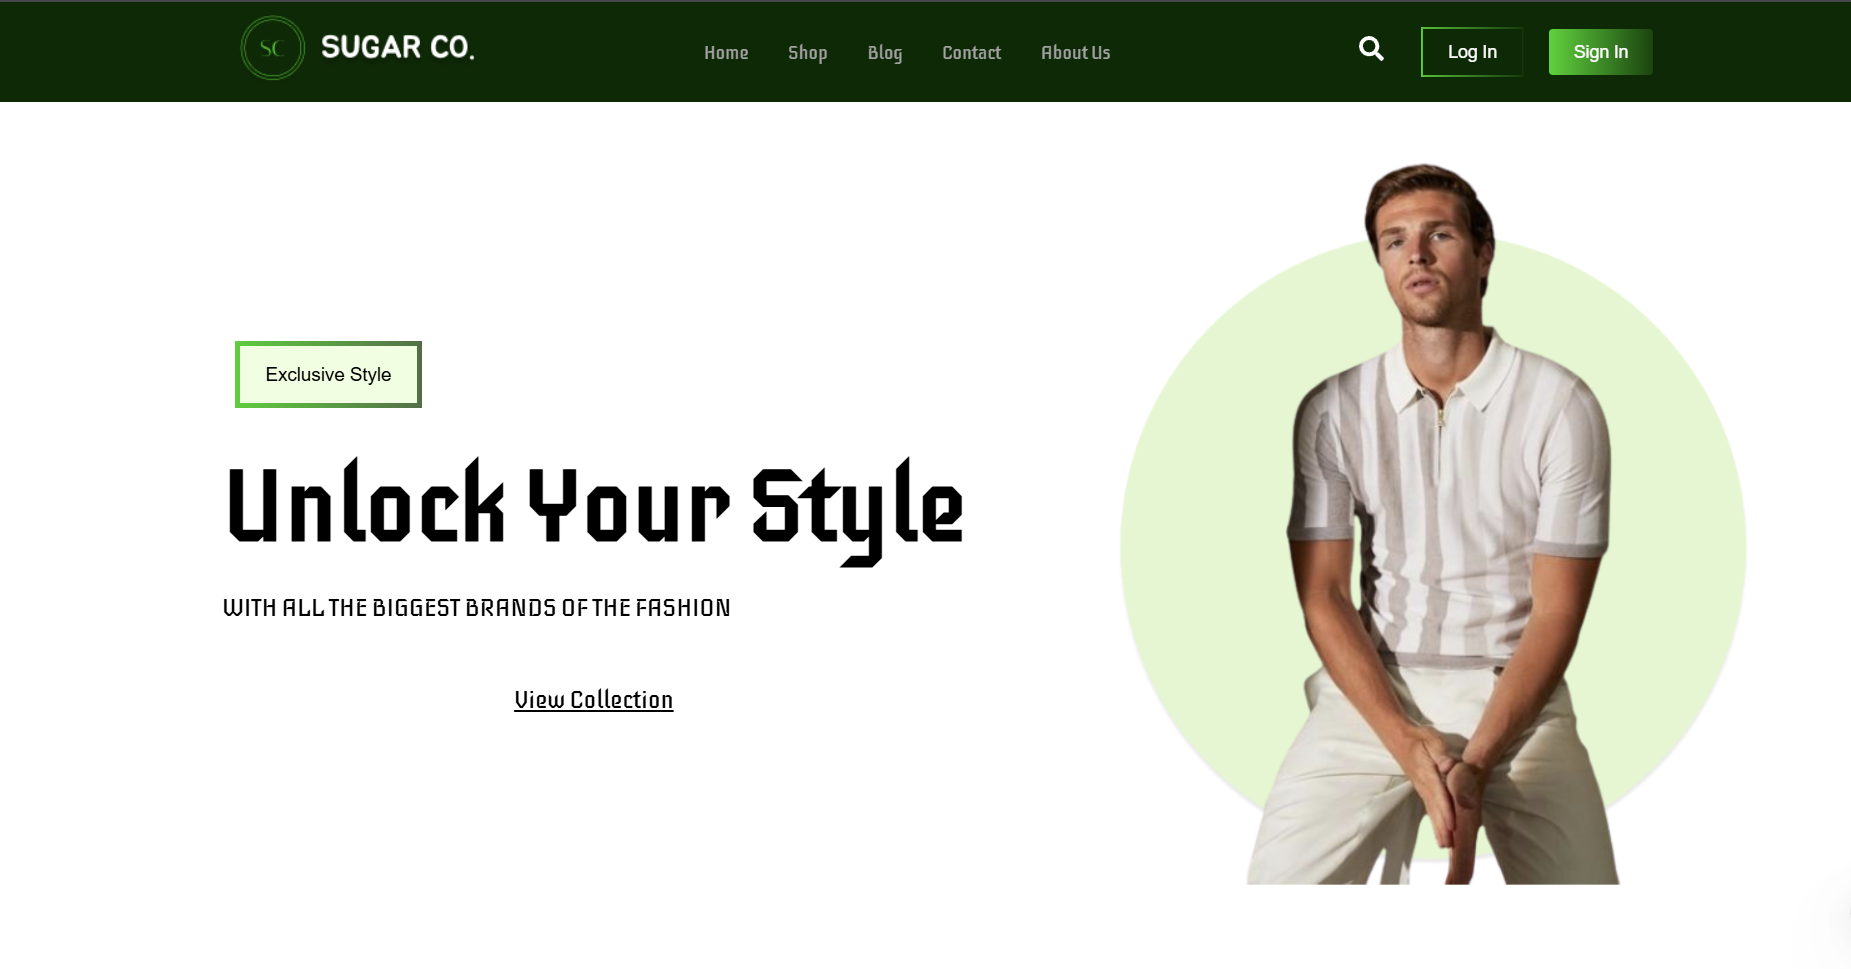 SC SUGAR CO.
Home Shop Blog Contact About Us
Log In Sign In
Exclusive Style
Unlock Your Style
WITH ALL THE BIGGEST BRANDS OF THE FASHION
View Collection